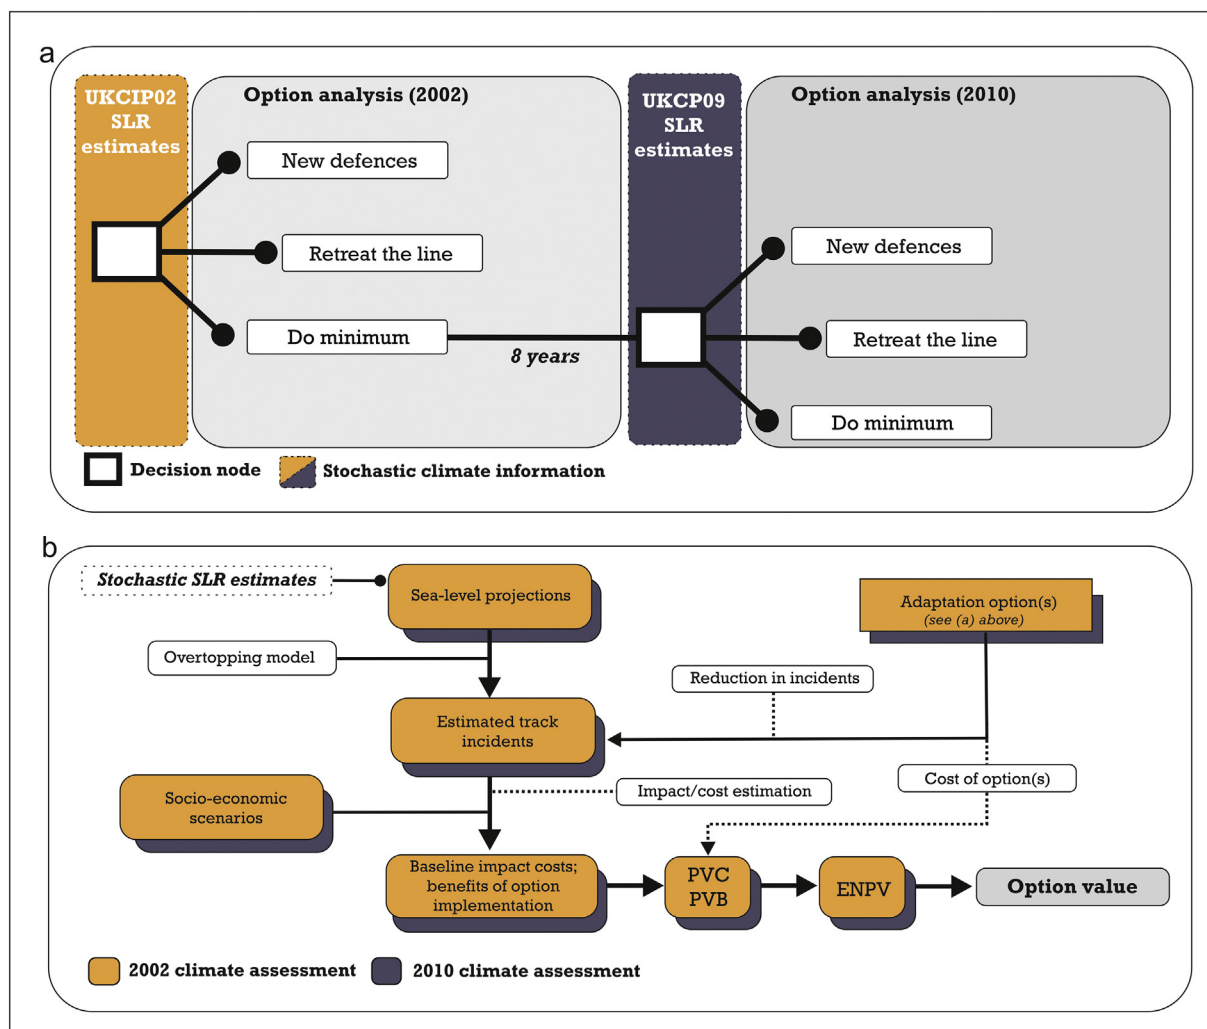 a
UKCIP02
SLR
estimates
Option analysis (2002)
New defences
Retreat the line
Do minimum
8 years
UKCP09
SLR
estimates
Option analysis (2010)
New defences
Retreat the line
Do minimum
Decision node
Stochastic climate information
b
Stochastic SLR estimates
Sea-level projections
Adaptation option(s)
(see (a) above)
Overtopping model
Reduction in incidents
Estimated track
incidents
Cost of option(s)
Impact/cost estimation
Socio-economic
scenarios
Baseline impact costs;
benefits of option
implementation
PVC
PVB
ENPV
Option value
2002 climate assessment
2010 climate assessment